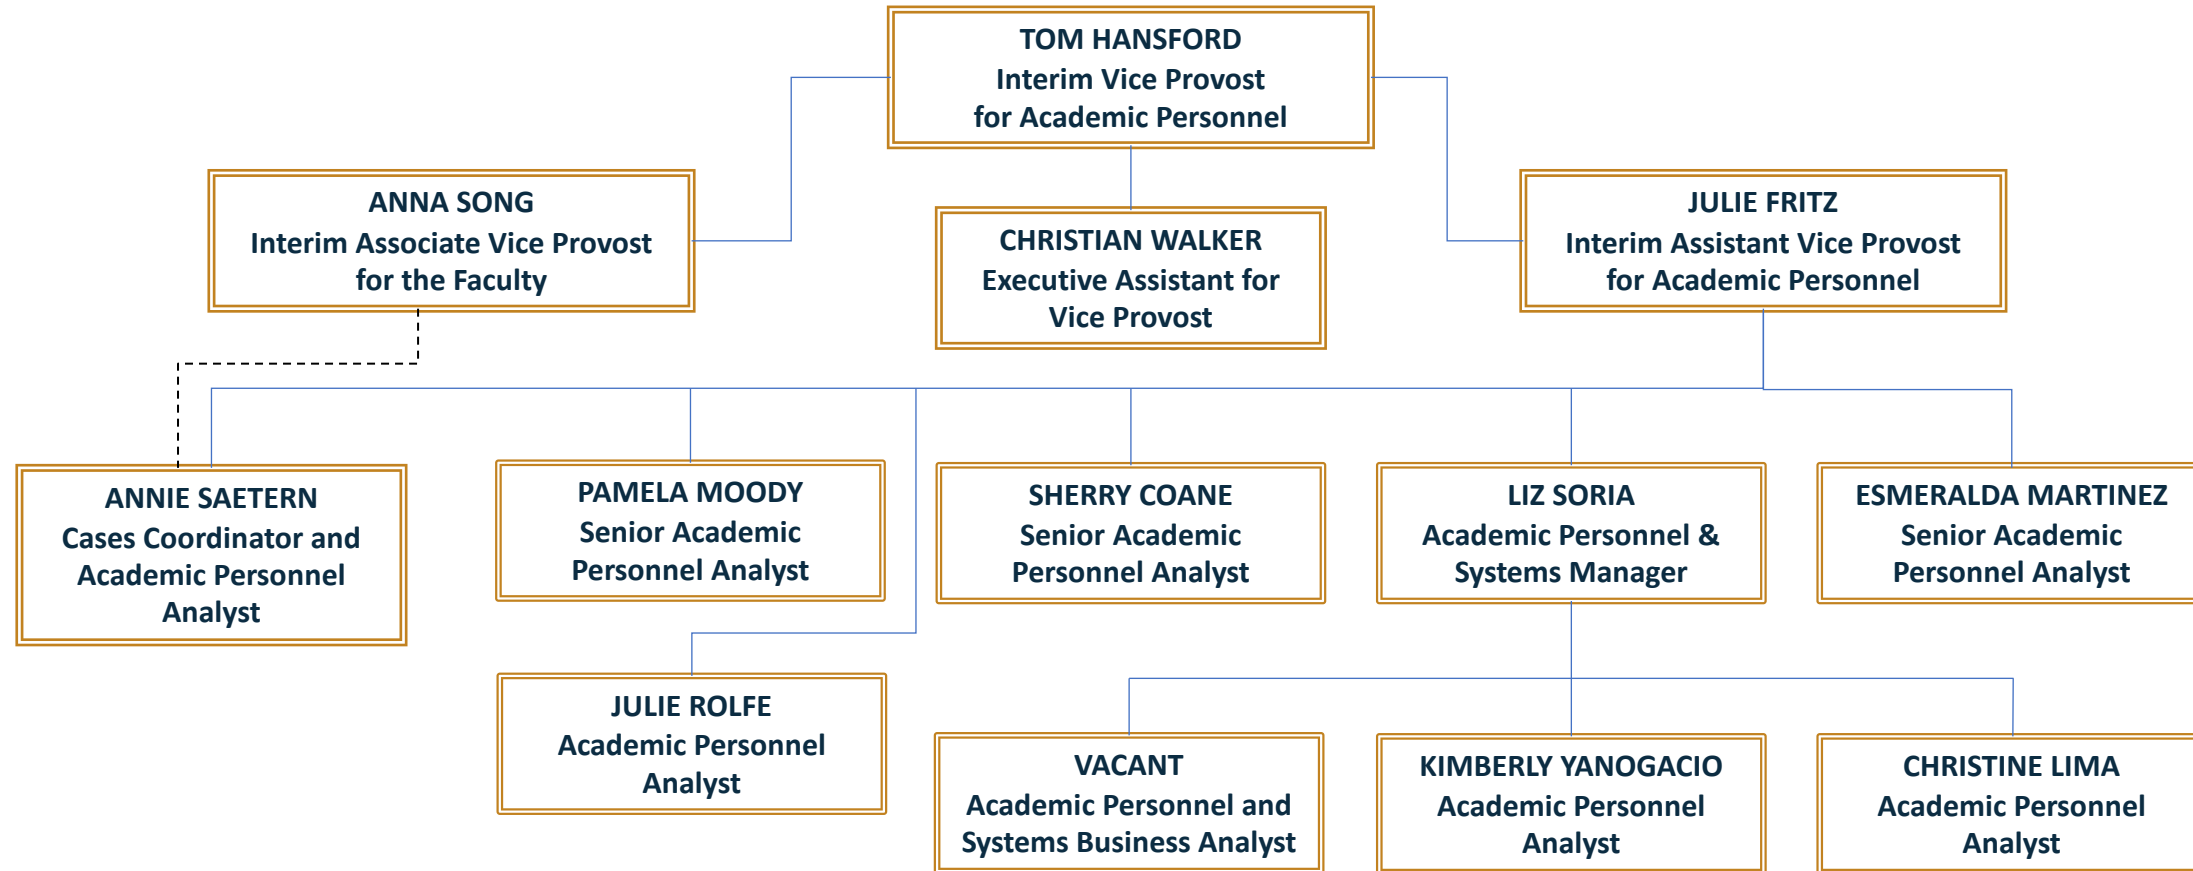 TOM HANSFORD
Interim Vice Provost
for Academic Personnel
ANNA SONG
Interim Associate Vice Provost
for the Faculty
CHRISTIAN WALKER
Executive Assistant for
Vice Provost
JULIE FRITZ
Interim Assistant Vice Provost
for Academic Personnel
ANNIE SAETERN
Cases Coordinator and
Academic Personnel
Analyst
PAMELA MOODY
Senior Academic
Personnel Analyst
SHERRY COANE
Senior Academic
Personnel Analyst
LIZ SORIA
Academic Personnel &
Systems Manager
ESMERALDA MARTINEZ
Senior Academic
Personnel Analyst
JULIE ROLFE
Academic Personnel
Analyst
VACANT
Academic Personnel and
Systems Business Analyst
KIMBERLY YANOGACIO
Academic Personnel
Analyst
CHRISTINE LIMA
Academic Personnel
Analyst